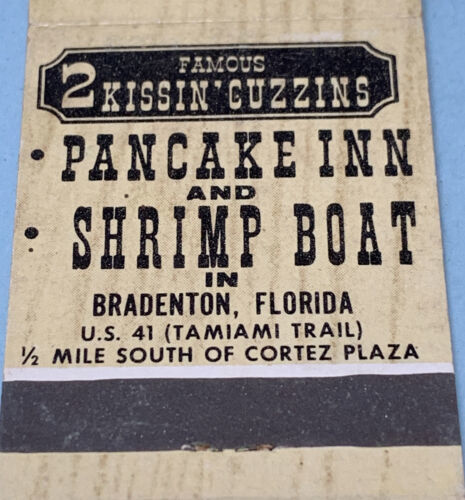 FAMOUS
2 KISSIN' CUZZINS
• PANCAKE INN
AND
• SHRIMP BOAT
IN
BRADENTON, FLORIDA
U.S. 41 (TAMIAMI TRAIL)
½ MILE SOUTH OF CORTEZ PLAZA